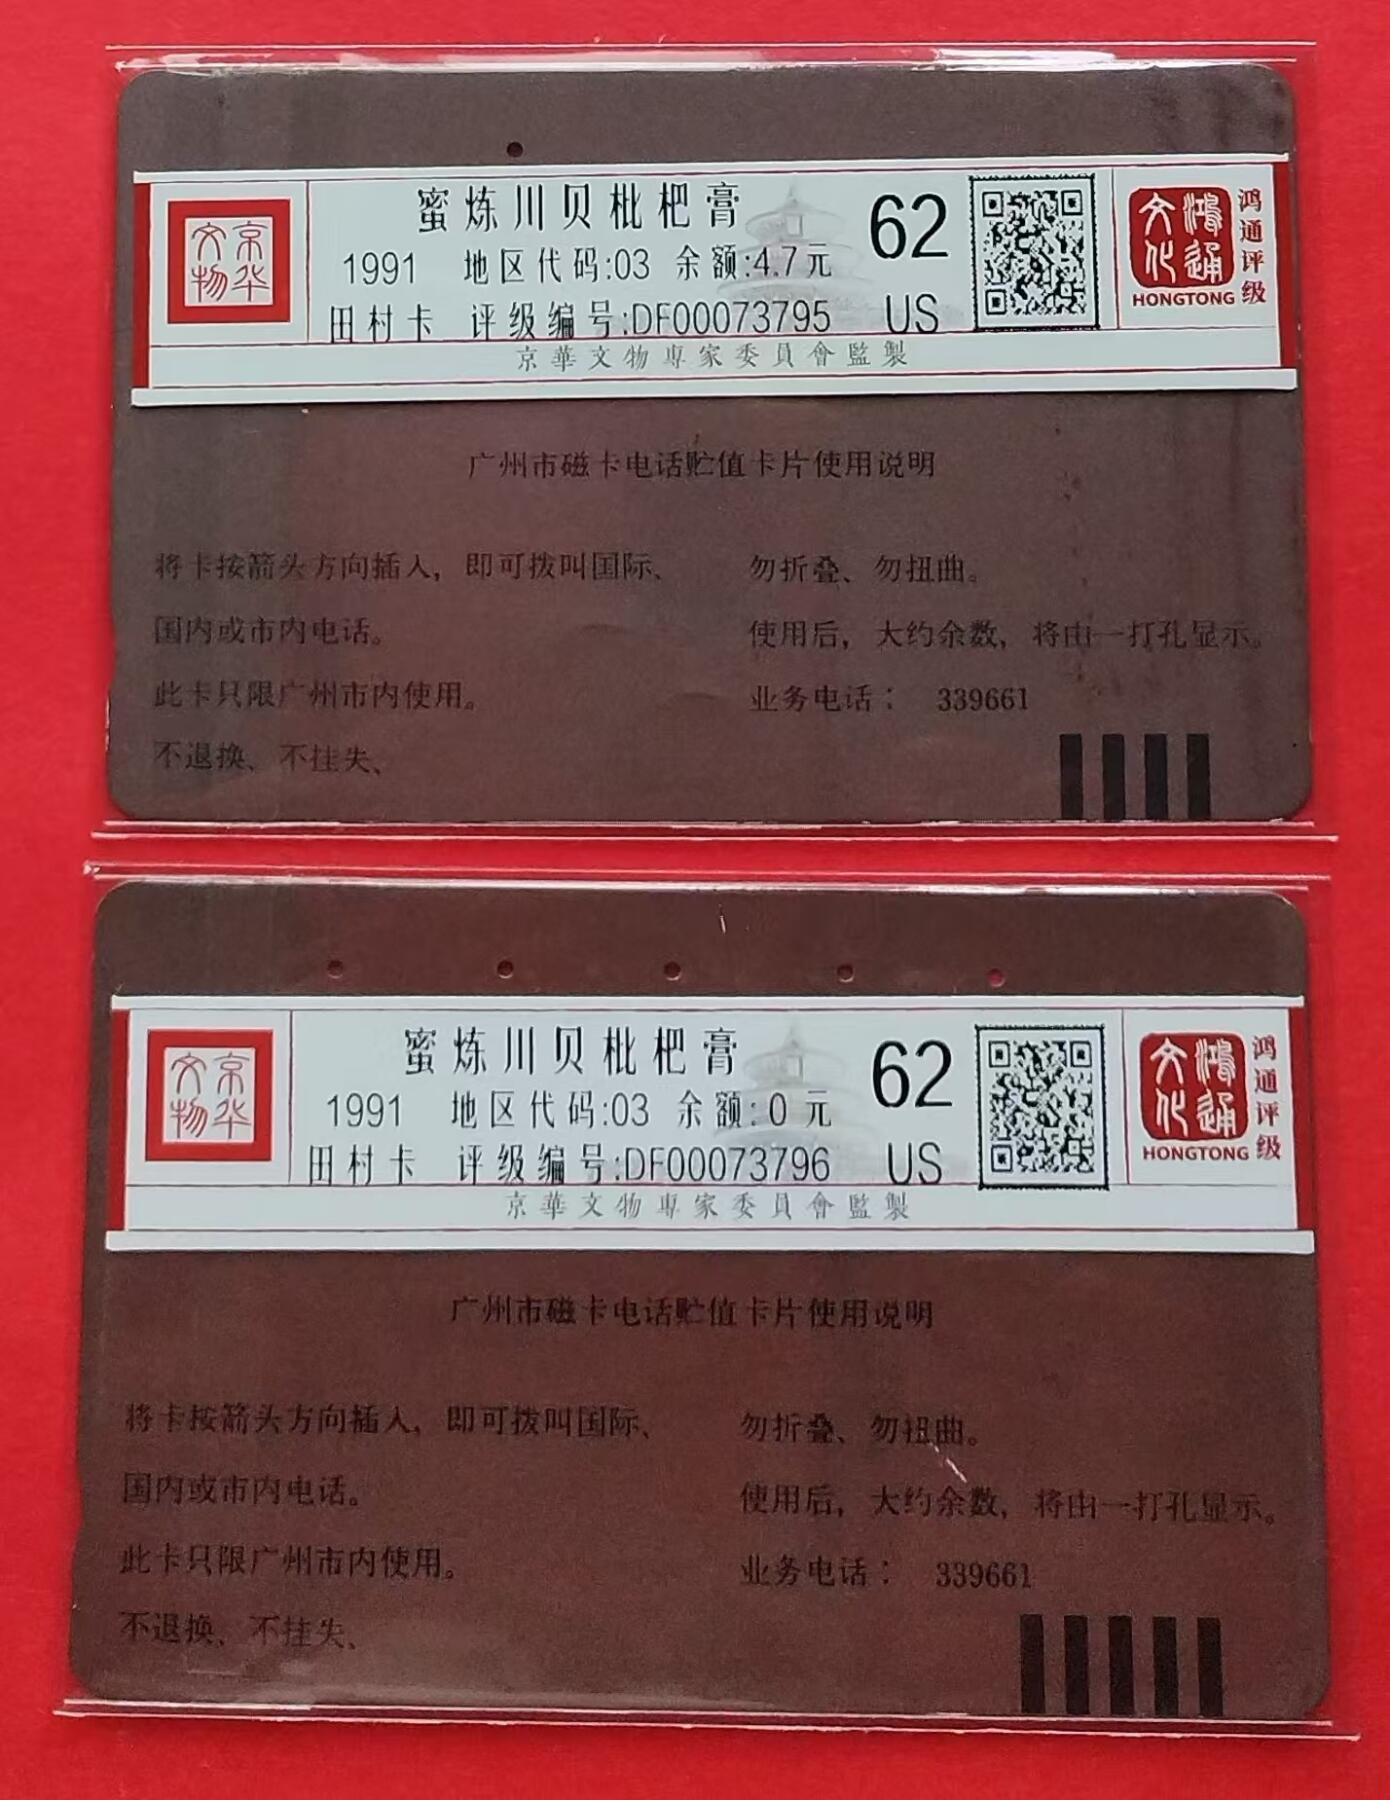 京华
文物
蜜炼川贝枇杷膏
1991 地区代码:03 余额:4.7元
田村卡 评级编号:DF00073795
62
US
京華文物專家委員會監製
鸿通
文化
HONGTONG
鸿通评级
广州市磁卡电话贮值卡片使用说明
将卡按箭头方向插入，即可拨叫国际、
国内或市内电话。
此卡只限广州市内使用。
不退换、不挂失、
勿折叠、勿扭曲。
使用后，大约余数，将由一打孔显示。
业务电话： 339661
京华
文物
蜜炼川贝枇杷膏
1991 地区代码:03 余额:0 元
田村卡 评级编号:DF00073796
62
US
京華文物專家委員會監製
鸿通
文化
HONGTONG
鸿通评级
广州市磁卡电话贮值卡片使用说明
将卡按箭头方向插入，即可拨叫国际、
国内或市内电话。
此卡只限广州市内使用。
不退换、不挂失、
勿折叠、勿扭曲。
使用后，大约余数，将由一打孔显示。
业务电话： 339661